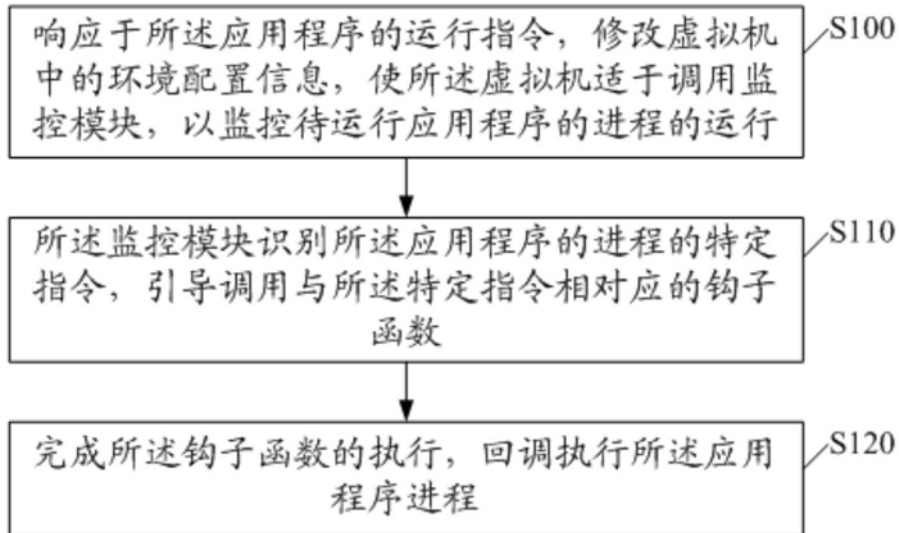 响应于所述应用程序的运行指令，修改虚拟机
中的环境配置信息，使所述虚拟机适于调用监
控模块，以监控待运行应用程序的进程的运行
S100
所述监控模块识别所述应用程序的进程的特定
指令，引导调用与所述特定指令相对应的钩子
函数
S110
完成所述钩子函数的执行，回调执行所述应用
程序进程
S120